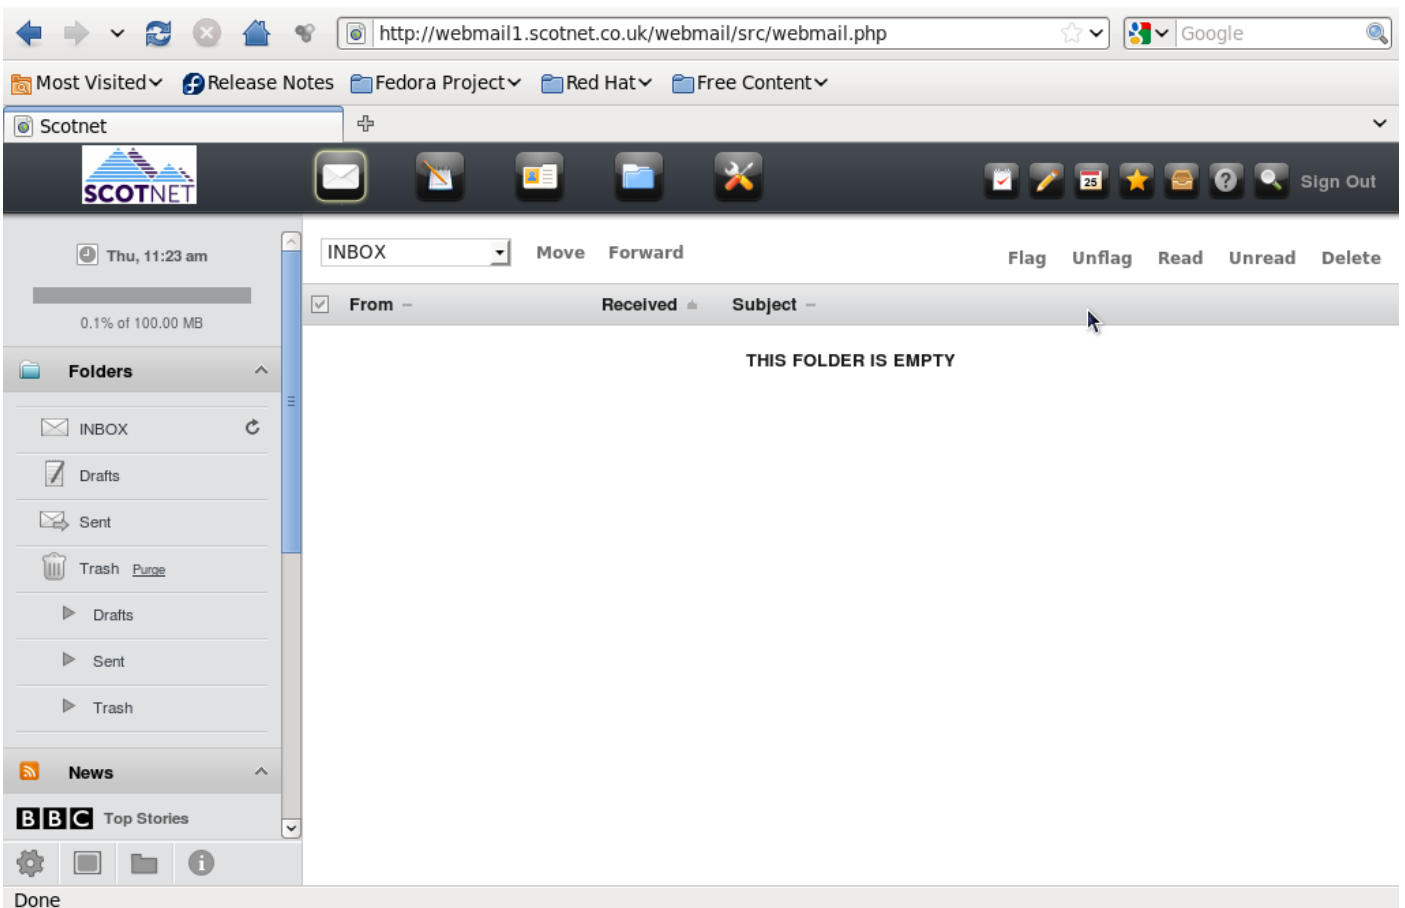 http://webmail1.scotnet.co.uk/webmail/src/webmail.php Google
Most Visited Release Notes Fedora Project Red Hat Free Content
Scotnet
SCOTNET
25
Sign Out
Thu, 11:23 am
0.1% of 100.00 MB
Folders
INBOX
Drafts
Sent
Trash Purge
Drafts
Sent
Trash
News
BBC Top Stories
INBOX Move Forward Flag Unflag Read Unread Delete
From Received Subject
THIS FOLDER IS EMPTY
Done